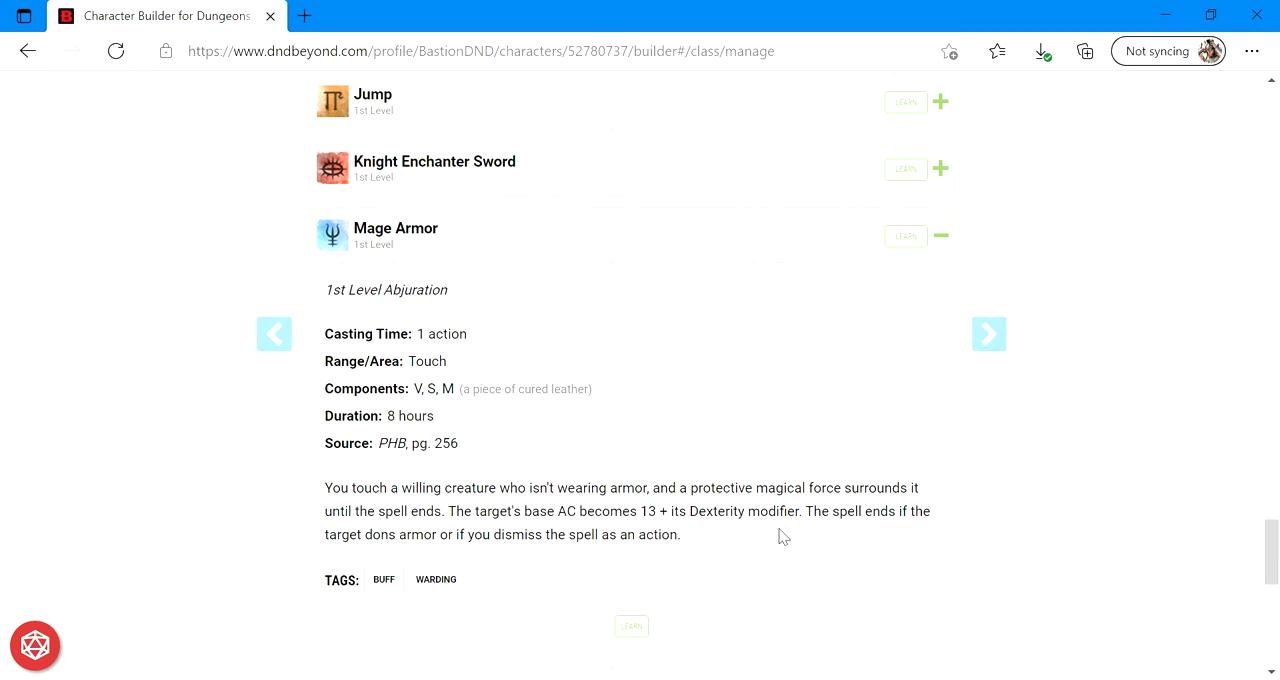 Character Builder for Dungeons
https://www.dndbeyond.com/profile/BastionDND/characters/52780737/builder#/class/manage
Not syncing
Jump
1st Level
LEARN
Knight Enchanter Sword
1st Level
LEARN
Mage Armor
1st Level
LEARN
1st Level Abjuration
Casting Time: 1 action
Range/Area: Touch
Components: V, S, M (a piece of cured leather)
Duration: 8 hours
Source: PHB, pg. 256
You touch a willing creature who isn't wearing armor, and a protective magical force surrounds it
until the spell ends. The target's base AC becomes 13 + its Dexterity modifier. The spell ends if the
target dons armor or if you dismiss the spell as an action.
TAGS: BUFF WARDING
LEARN